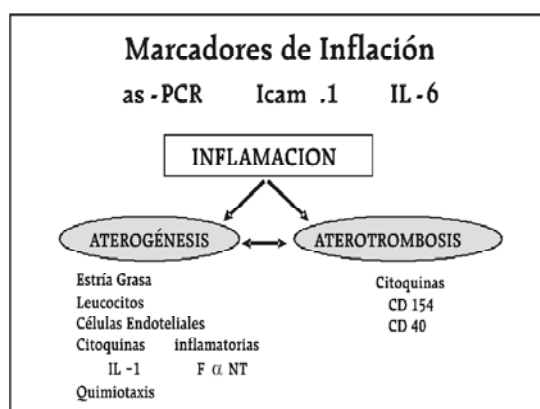 Marcadores de Inflación
as - PCR Icam .1 IL - 6
INFLAMACION
ATEROGÉNESIS ATEROTROMBOSIS
Estría Grasa
Leucocitos
Células Endoteliales
Citoquinas inflamatorias
IL -1 F α NT
Quimiotaxis
Citoquinas
CD 154
CD 40